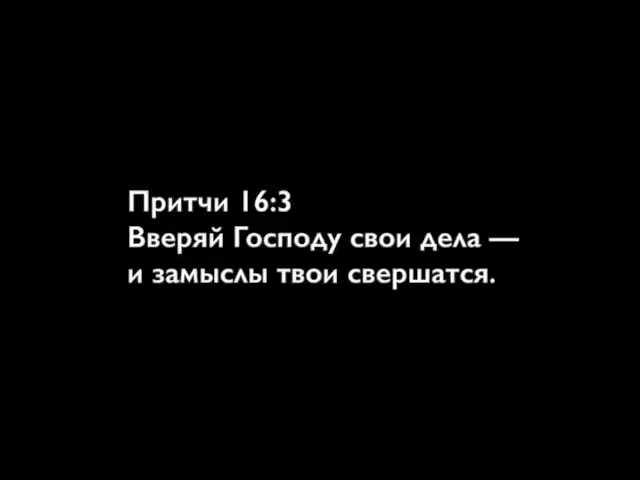 Притчи 16:3
Вверяй Господу свои дела —
и замыслы твои свершатся.